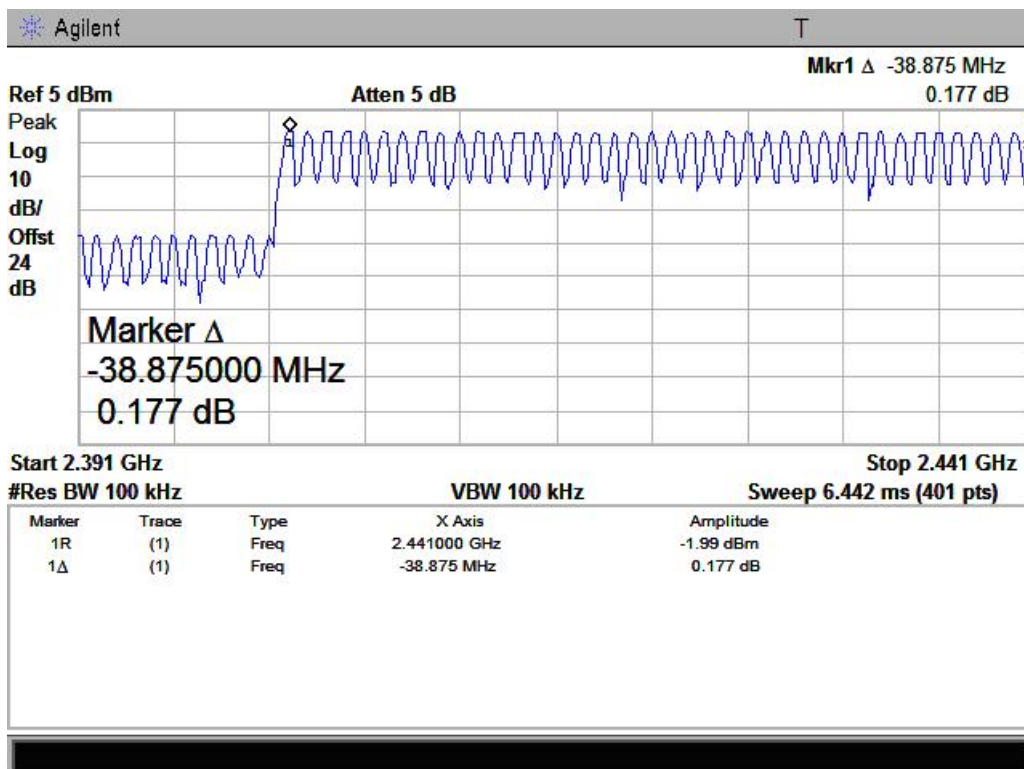 Agilent T
Mkr1 Δ -38.875 MHz
Ref 5 dBm Atten 5 dB 0.177 dB
Peak
Log
10
dB/
Offst
24
dB
1
Marker Δ
-38.875000 MHz
0.177 dB
Start 2.391 GHz Stop 2.441 GHz
#Res BW 100 kHz VBW 100 kHz Sweep 6.442 ms (401 pts)
Marker Trace Type X Axis Amplitude
1R (1) Freq 2.441000 GHz -1.99 dBm
1Δ (1) Freq -38.875 MHz 0.177 dB